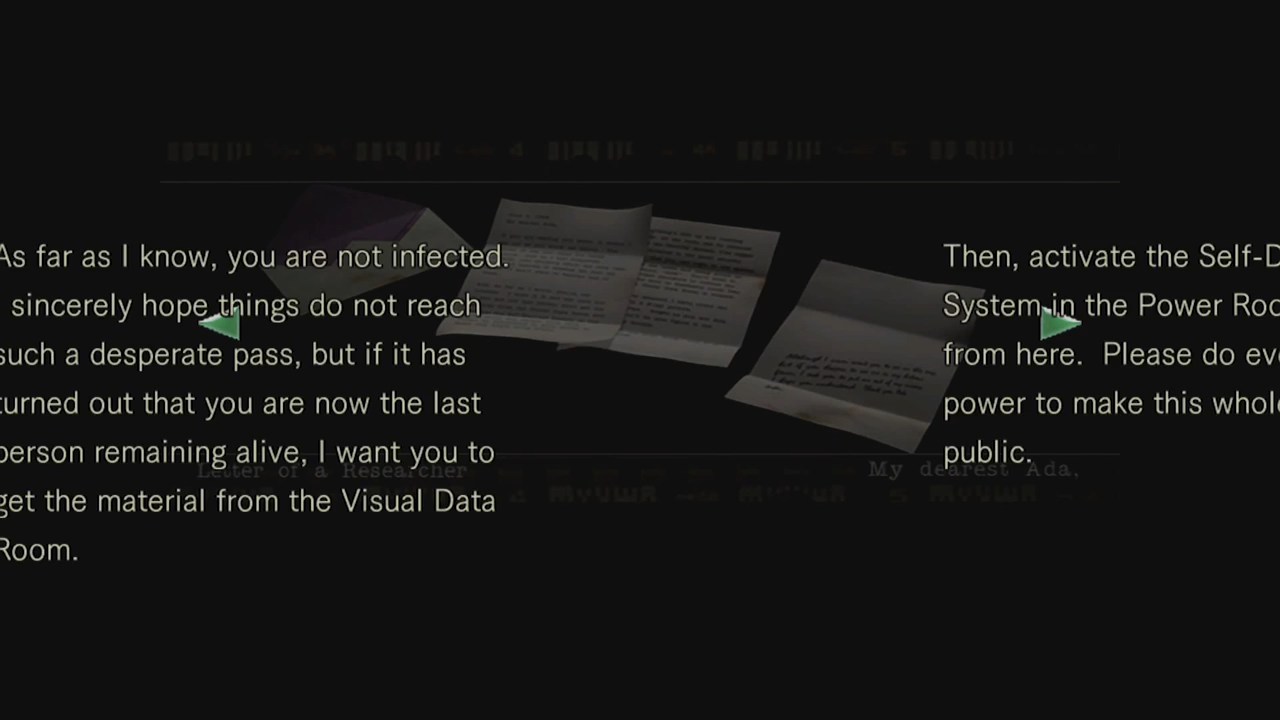 As far as I know, you are not infected.
sincerely hope things do not reach
such a desperate pass, but if it has
turned out that you are now the last
person remaining alive, I want you to
get the material from the Visual Data
Room.
Then, activate the Self-D
System in the Power Roo
from here. Please do eve
power to make this whole
public.
Letter of a Researcher
My dearest Ada,